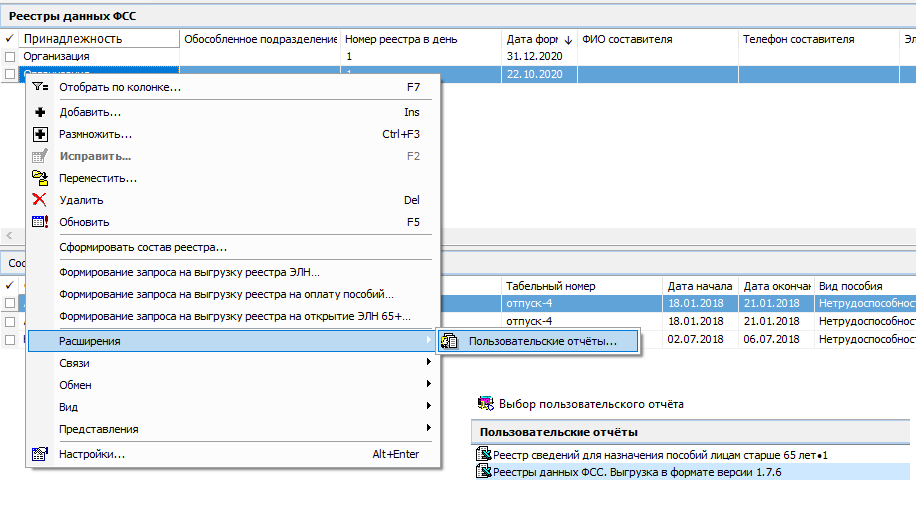 Реестры данных ФСС
Принадлежность Обособленное подразделение Номер реестра в день Дата форм ФИО составителя Телефон составителя Эл
Организация 1 31.12.2020
22.10.2020
Отобрать по колонке... F7
Добавить... Ins
Размножить... Ctrl+F3
Исправить... F2
Переместить...
Удалить Del
Обновить F5
Сформировать состав реестра...
Формирование запроса на выгрузку реестра ЭЛН...
Формирование запроса на выгрузку реестра на оплату пособий...
Формирование запроса на выгрузку реестра на открытие ЭЛН 65+...
Расширения
Связи
Обмен
Вид
Представления
Настройки... Alt+Enter
Пользовательские отчёты...
Сос
Табельный номер Дата начала Дата окончан Вид пособия
отпуск-4 18.01.2018 21.01.2018 Нетрудоспособност
отпуск-4 18.01.2018 21.01.2018 Нетрудоспособност
02.07.2018 06.07.2018 Нетрудоспособност
Выбор пользовательского отчёта
Пользовательские отчёты
Реестр сведений для назначения пособий лицам старше 65 лет•1
Реестры данных ФСС. Выгрузка в формате версии 1.7.6